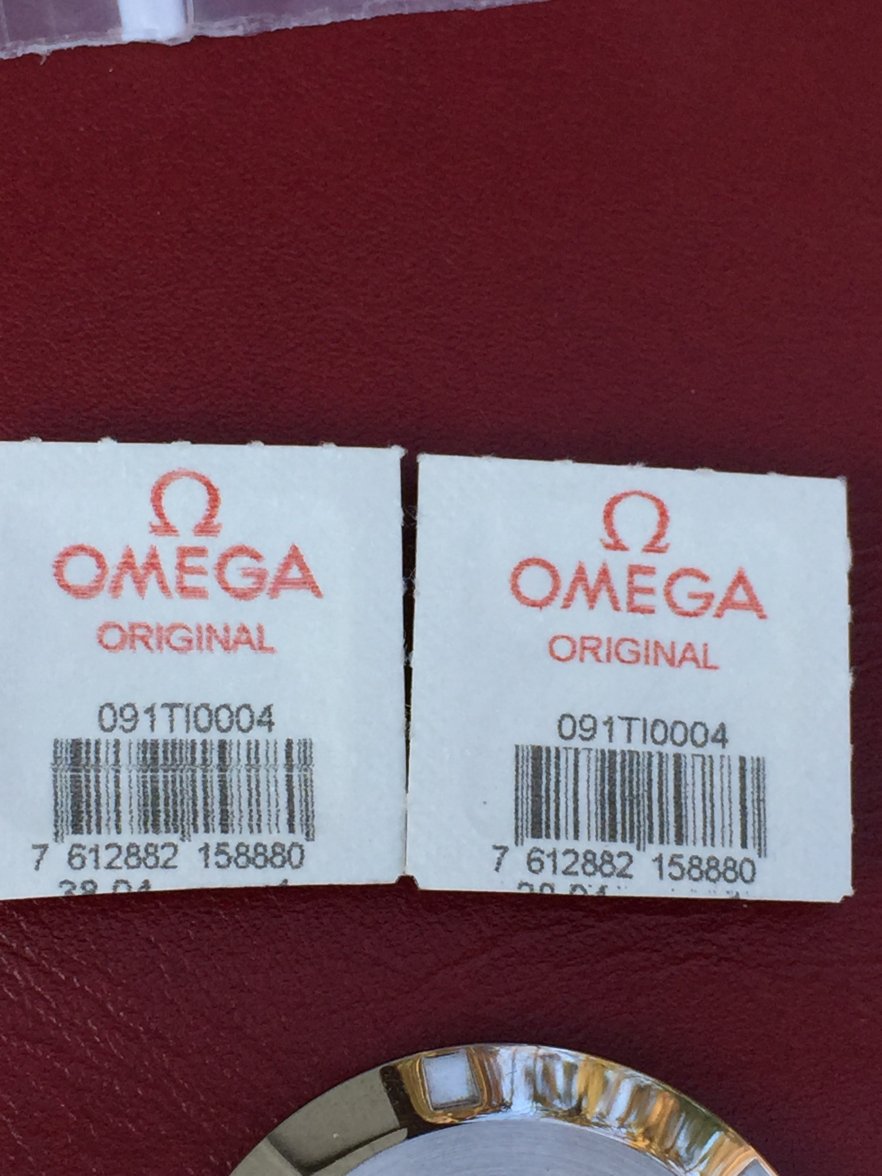 Ω
OMEGA
ORIGINAL
091TI0004
7 612882 158880
Ω
OMEGA
ORIGINAL
091TI0004
7 612882 158880